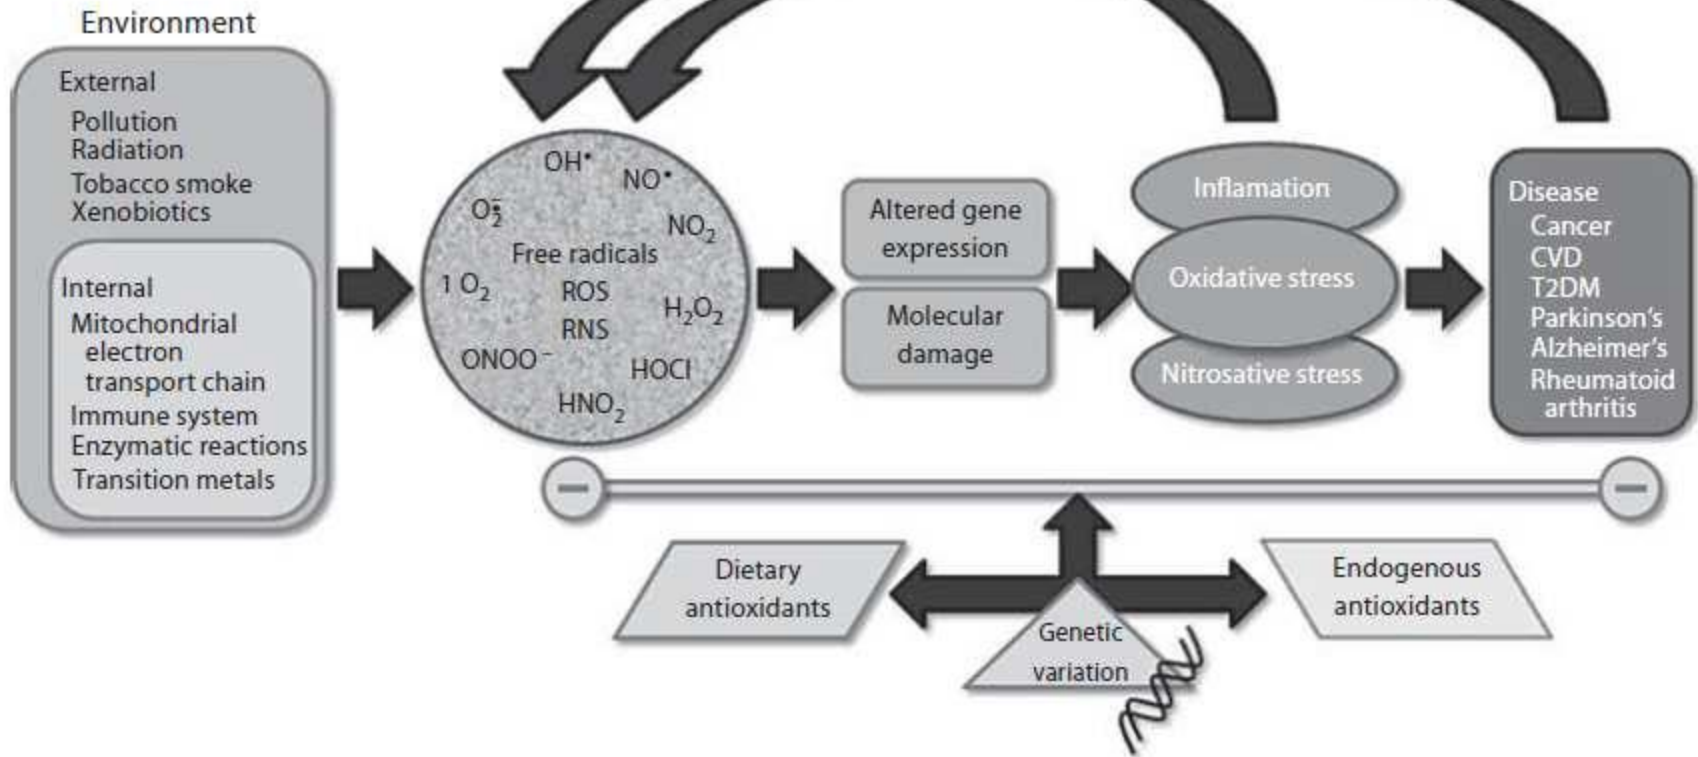 Environment
External
Pollution
Radiation
Tobacco smoke
Xenobiotics
Internal
Mitochondrial
electron
transport chain
Immune system
Enzymatic reactions
Transition metals
OH•
NO•
O₂•̄
NO₂
Free radicals
1 O₂
ROS
H₂O₂
RNS
ONOO⁻
HOCl
HNO₂
Altered gene
expression
Molecular
damage
Inflamation
Oxidative stress
Nitrosative stress
Disease
Cancer
CVD
T2DM
Parkinson's
Alzheimer's
Rheumatoid
arthritis
−
−
Dietary
antioxidants
Genetic
variation
Endogenous
antioxidants